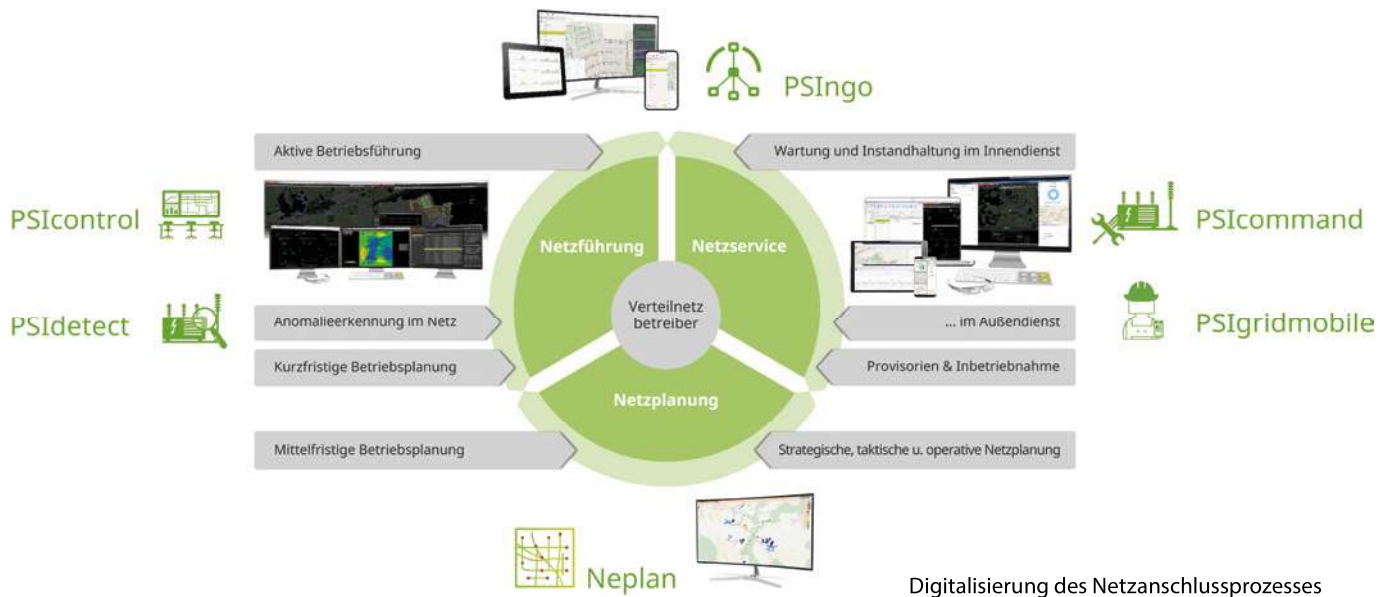 PSIngo
Aktive Betriebsführung
Wartung und Instandhaltung im Innendienst
PSIcontrol
PSIcommand
Netzführung
Netzservice
Verteilnetz
betreiber
PSIdetect
Anomalieerkennung im Netz
... im Außendienst
PSIgridmobile
Kurzfristige Betriebsplanung
Provisorien & Inbetriebnahme
Netzplanung
Mittelfristige Betriebsplanung
Strategische, taktische u. operative Netzplanung
Neplan
Digitalisierung des Netzanschlussprozesses